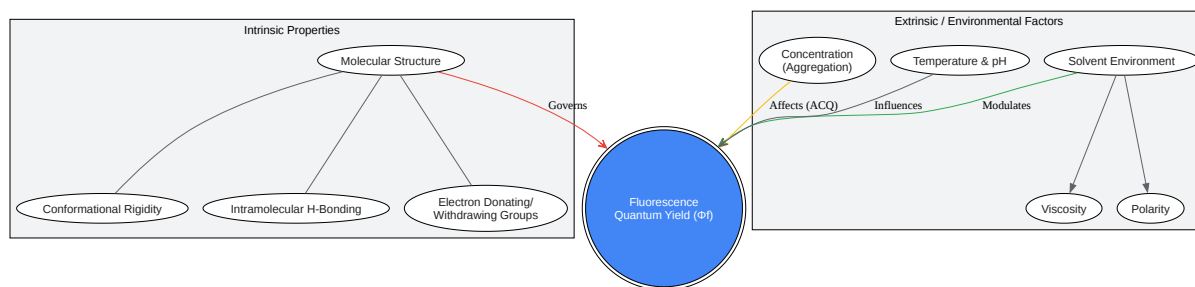 Intrinsic Properties
Molecular Structure
Conformational Rigidity
Intramolecular H-Bonding
Electron Donating/
Withdrawing Groups
Governs
Fluorescence
Quantum Yield (Φf)
Extrinsic / Environmental Factors
Concentration
(Aggregation)
Temperature & pH
Solvent Environment
Affects (ACQ)
Influences
Modulates
Viscosity
Polarity